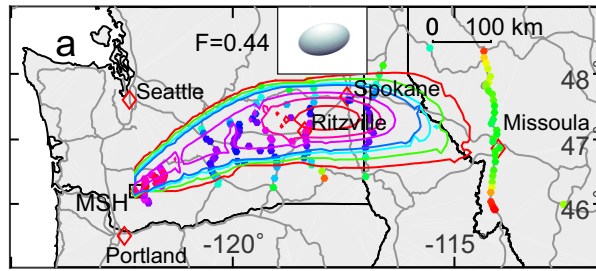 a
F=0.44
0 100 km
48°
Seattle
Spokane
Ritzville
Missoula
47°
MSH
46°
Portland
-120°
-115°